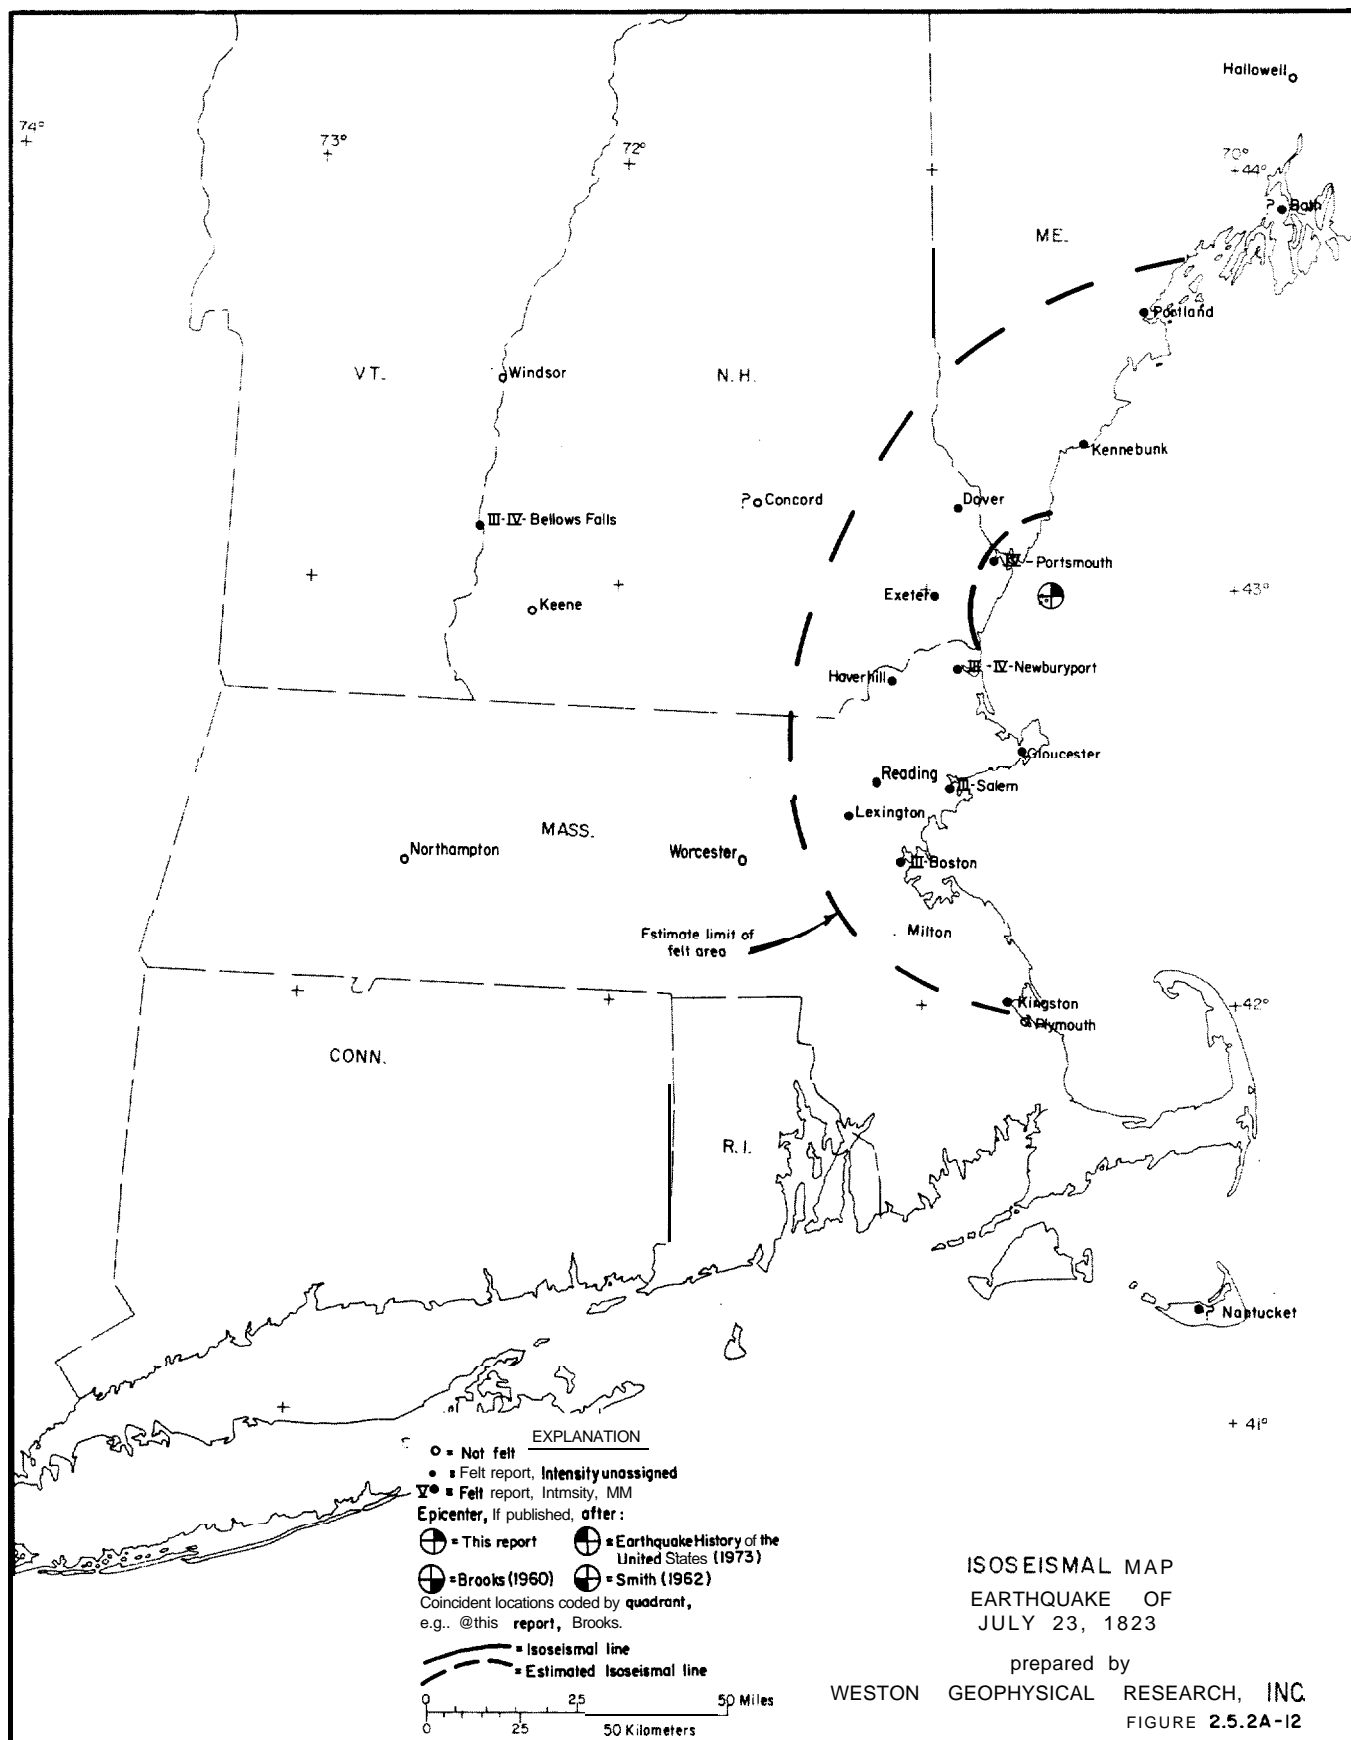 Hallowell
74°
73°
72°
70°
44°
? Bath
ME.
Portland
VT.
Windsor
N.H.
Kennebunk
? Concord
Dover
III-IV-Bellows Falls
IV-Portsmouth
Exeter
43°
Keene
Haverhill
III-IV-Newburyport
Gloucester
Reading
III-Salem
Lexington
MASS.
Northampton
Worcester
III-Boston
Milton
Estimate limit of
felt area
Kingston
42°
Plymouth
CONN.
R.I.
? Nantucket
41°
EXPLANATION
= Not felt
= Felt report, Intensity unassigned
V = Felt report, Intmsity, MM
Epicenter, If published, after:
= This report
= Earthquake History of the
United States (1973)
= Brooks (1960)
= Smith (1962)
Coincident locations coded by quadrant,
e.g.. @this report, Brooks.
= Isoseismal line
= Estimated Isoseismal line
0 25 50 Miles
0 25 50 Kilometers
ISOSEISMAL MAP
EARTHQUAKE OF
JULY 23, 1823
prepared by
WESTON GEOPHYSICAL RESEARCH, INC.
FIGURE 2.5.2A-12